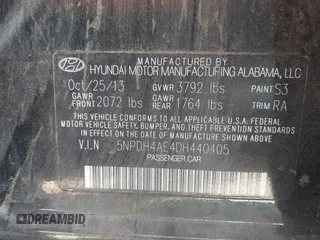 HYUNDAI MOTOR MANUFACTURING ALABAMA, LLC
Oct/25/13 GVWR 3792 lbs PAINT S3
GAWR FRONT 2072 lbs GAWR REAR 1764 lbs TRIM RA
THIS VEHICLE CONFORMS TO ALL APPLICABLE U.S.A. FEDERAL
MOTOR VEHICLE SAFETY, BUMPER, AND THEFT PREVENTION
STANDARDS IN EFFECT ON THE DATE OF MANUFACTURE SHOWN ABOVE.
V.I.N 5NPDH4AE4DH440405
PASSENGER CAR
DREAMBID